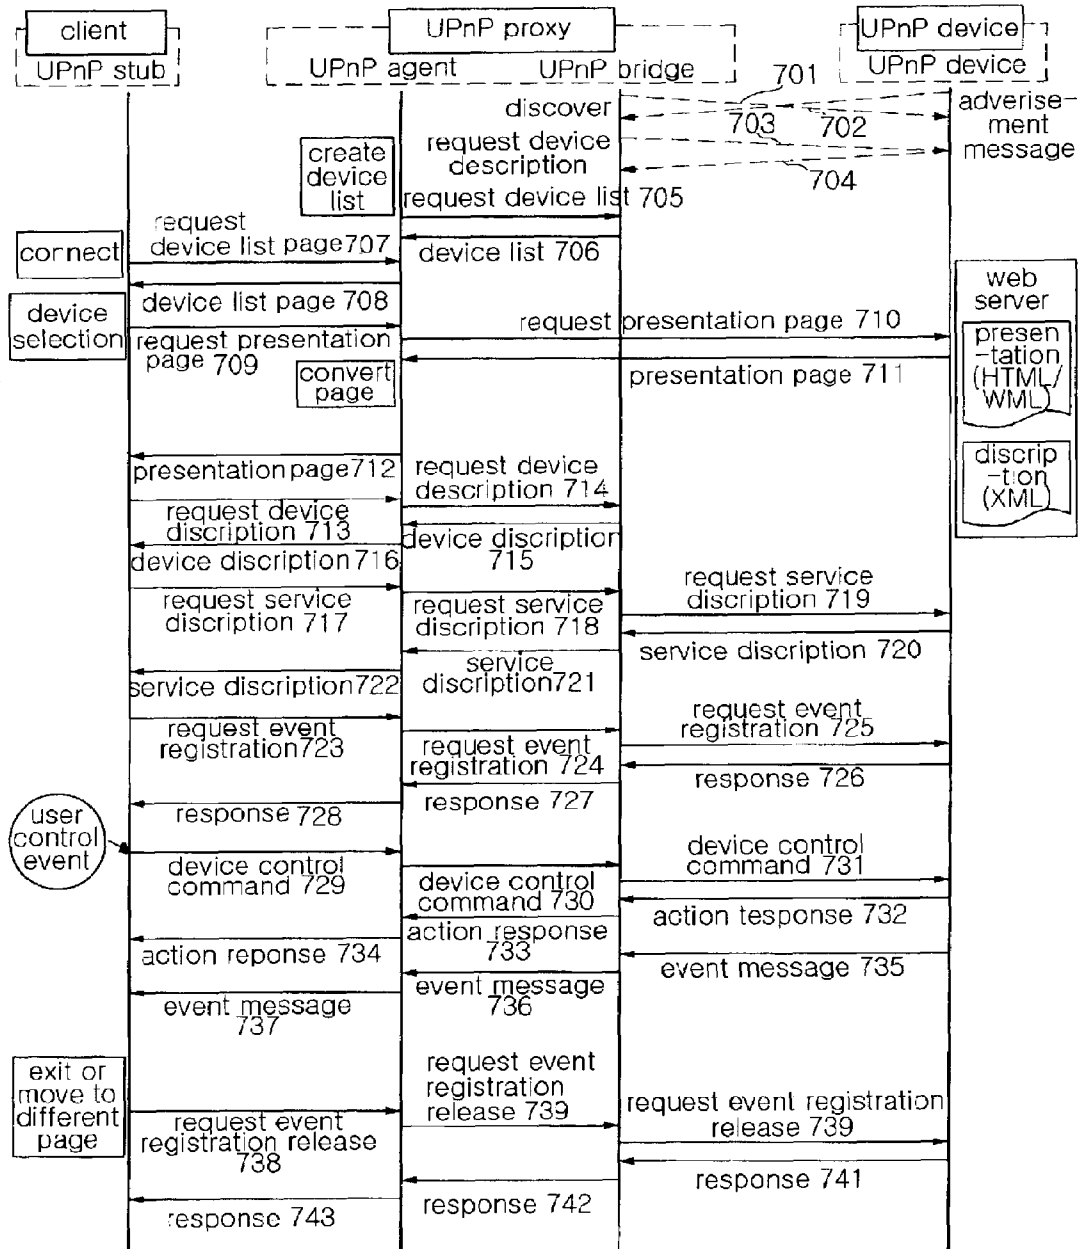 client
UPnP proxy
UPnP device
UPnP stub
UPnP agent
UPnP bridge
UPnP device
701
discover
adverise-
ment
message
703
702
request device
description
704
create
device
list
request device list 705
request
device list page707
connect
device list 706
device list page 708
web
server
device
selection
request presentation page 710
request presentation
page 709
presen
-tation
(HTML/
WML)
convert
page
presentation page 711
presentation page712
request device
description 714
discrip
-tion
(XML)
request device
discription 713
device discription
715
device discription716
request service
discription 719
request service
discription 717
request service
discription 718
service discription 720
service
discription721
service discription722
request event
registration 725
request event
registration723
request event
registration 724
response 726
response 727
response 728
user
control
event
device control
command 731
device control
command 729
device control
command 730
action tesponse 732
action response
733
action reponse 734
event message 735
event message
736
event message
737
exit or
move to
different
page
request event
registration
release 739
request event registration
release 739
request event
registration release
738
response 741
response 742
response 743